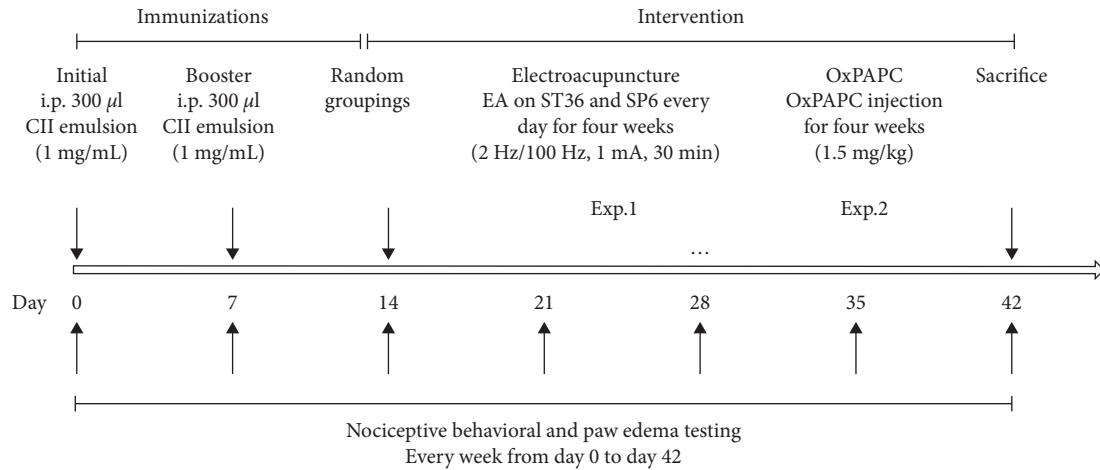 Immunizations
Intervention
Initial
i.p. 300 μl
CII emulsion
(1 mg/mL)
Booster
i.p. 300 μl
CII emulsion
(1 mg/mL)
Random
groupings
Electroacupuncture
EA on ST36 and SP6 every
day for four weeks
(2 Hz/100 Hz, 1 mA, 30 min)
OxPAPC
OxPAPC injection
for four weeks
(1.5 mg/kg)
Sacrifice
Exp.1
Exp.2
...
Day 0 7 14 21 28 35 42
Nociceptive behavioral and paw edema testing
Every week from day 0 to day 42